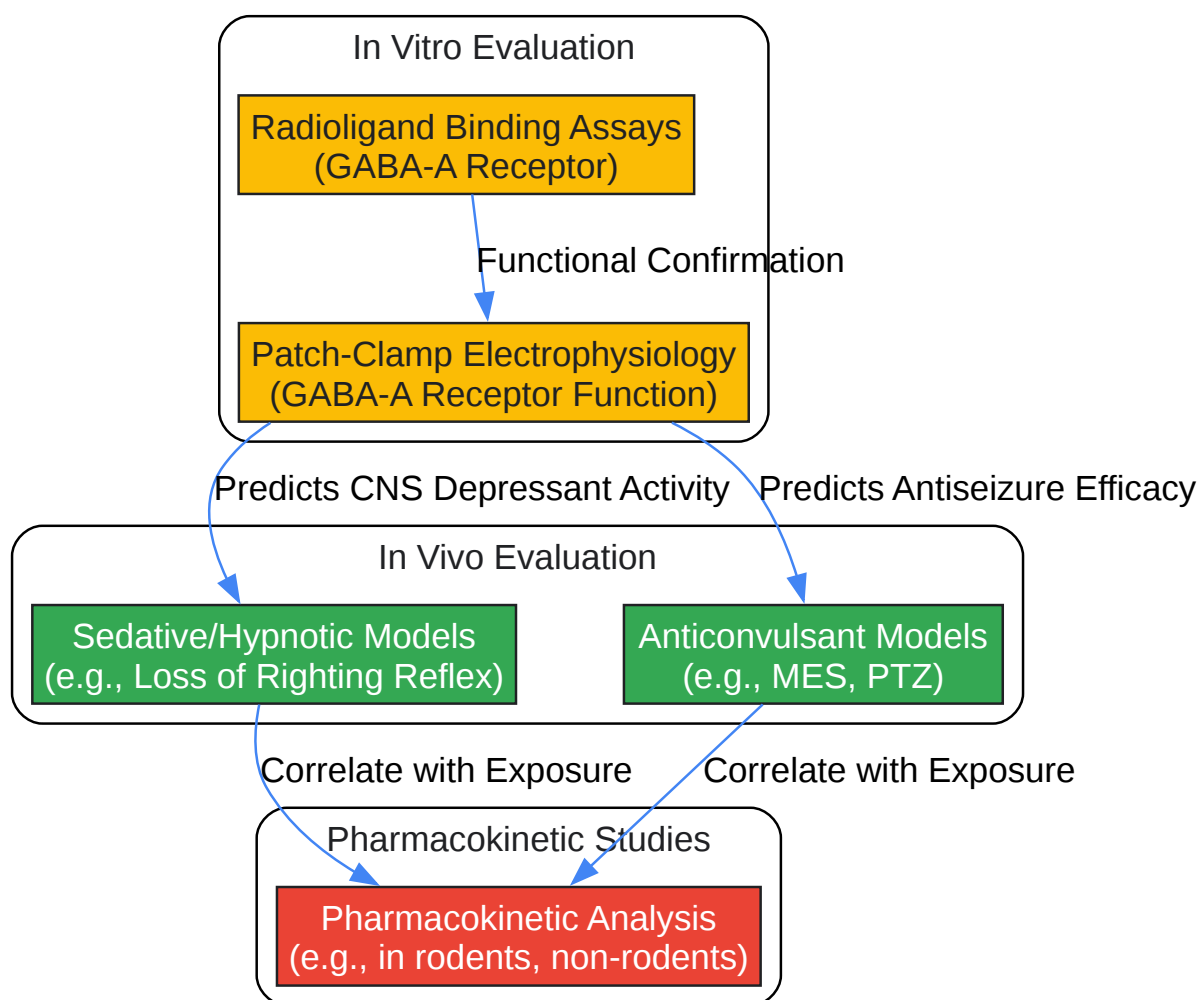 In Vitro Evaluation
Radioligand Binding Assays
(GABA-A Receptor)
Functional Confirmation
Patch-Clamp Electrophysiology
(GABA-A Receptor Function)
Predicts CNS Depressant Activity
Predicts Antiseizure Efficacy
In Vivo Evaluation
Sedative/Hypnotic Models
(e.g., Loss of Righting Reflex)
Anticonvulsant Models
(e.g., MES, PTZ)
Correlate with Exposure
Correlate with Exposure
Pharmacokinetic Studies
Pharmacokinetic Analysis
(e.g., in rodents, non-rodents)